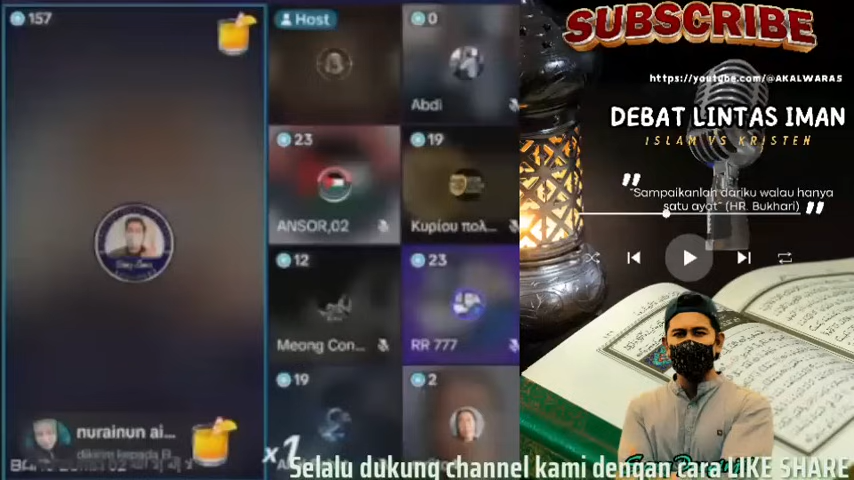 157
Host
0
Abdi
23
ANSOR,02
19
Κυρίου πολ...
12
Meong Con...
23
RR 777
19
2
nurainun ai...
x1
SUBSCRIBE
https://youtube.com/@AKALWARAS
DEBAT LINTAS IMAN
ISLAM VS KRISTEN
"Sampaikanlah dariku walau hanya
satu ayat" (HR. Bukhari)
Selalu dukung channel kami dengan cara LIKE SHARE